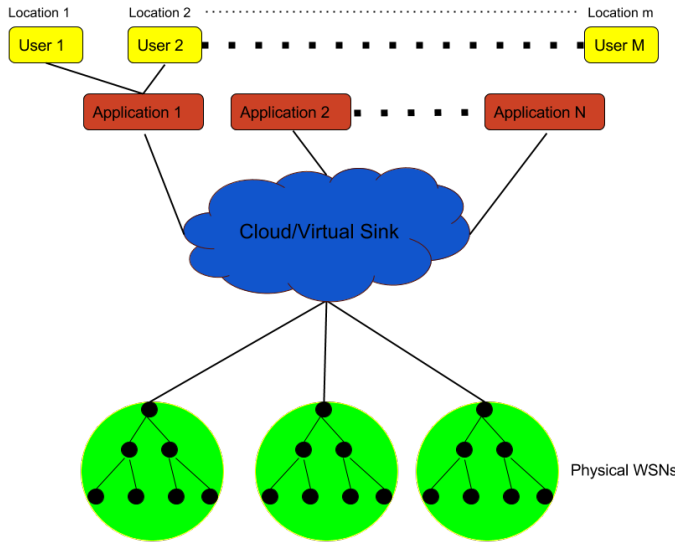 Location 1
Location 2
Location m
User 1
User 2
User M
Application 1
Application 2
Application N
Cloud/Virtual Sink
Physical WSNs